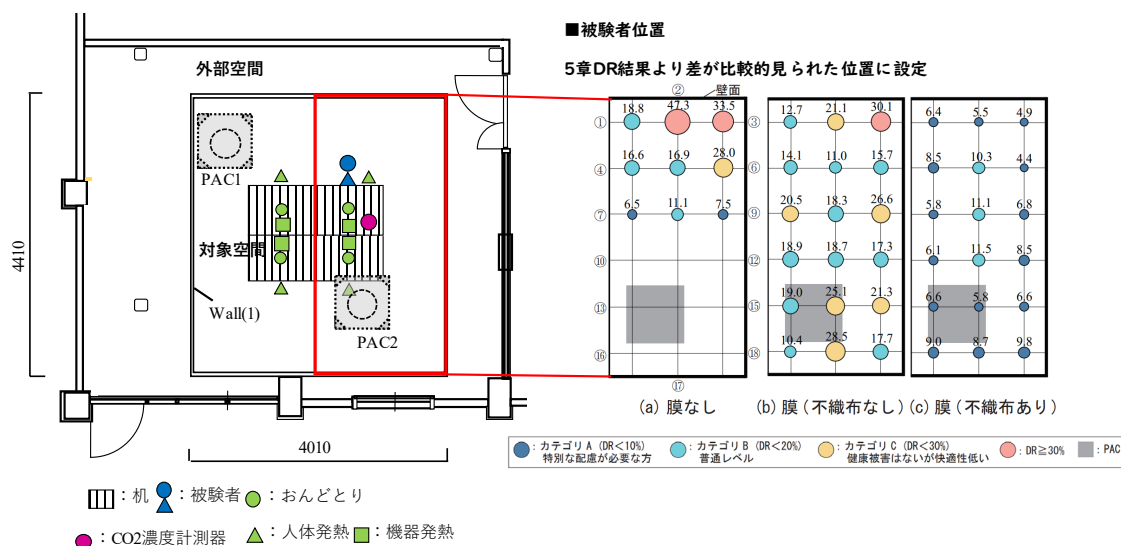 ■被験者位置
5章DR結果より差が比較的見られた位置に設定
外部空間
PAC1
対象空間
Wall(1)
PAC2
4410
4010
:机
:被験者
:おんどとり
:CO2濃度計測器
:人体発熱
:機器発熱
② 壁面
① 18.8 47.3 33.5
④ 16.6 16.9 28.0
⑦ 6.5 11.1 7.5
⑩
⑬
⑯
⑰
(a) 膜なし
③ 12.7 21.1 30.1
⑥ 14.1 11.0 15.7
⑨ 20.5 18.3 26.6
⑫ 18.9 18.7 17.3
⑮ 19.0 25.1 21.3
⑱ 10.4 28.5 17.7
(b) 膜(不織布なし)
6.4 5.5 4.9
8.5 10.3 4.4
5.8 11.1 6.8
6.1 11.5 8.5
6.6 5.8 6.6
9.0 8.7 9.8
(c) 膜(不織布あり)
:カテゴリA (DR<10%)
特別な配慮が必要な方
:カテゴリB (DR<20%)
普通レベル
:カテゴリC (DR<30%)
健康被害はないが快適性低い
:DR≧30%
:PAC